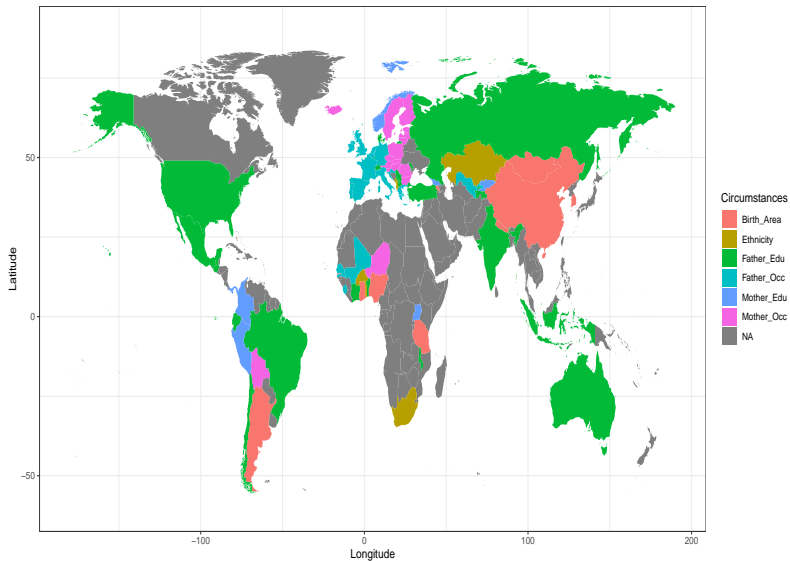 Circumstances
Birth_Area
Ethnicity
Father_Edu
Father_Occ
Mother_Edu
Mother_Occ
NA
Latitude
50
0
−50
−100
0
100
200
Longitude